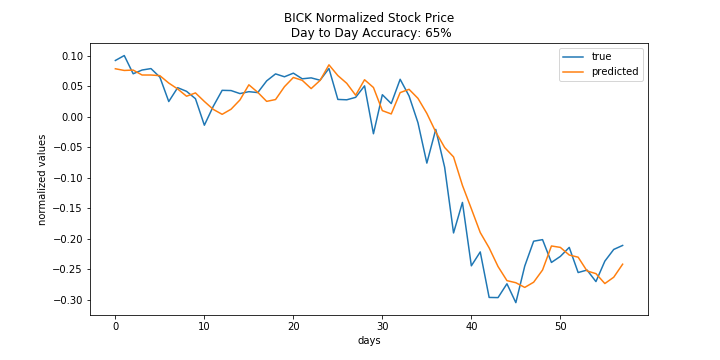 BICK Normalized Stock Price
Day to Day Accuracy: 65%
true
predicted
normalized values
0.10
0.05
0.00
−0.05
−0.10
−0.15
−0.20
−0.25
−0.30
0 10 20 30 40 50
days